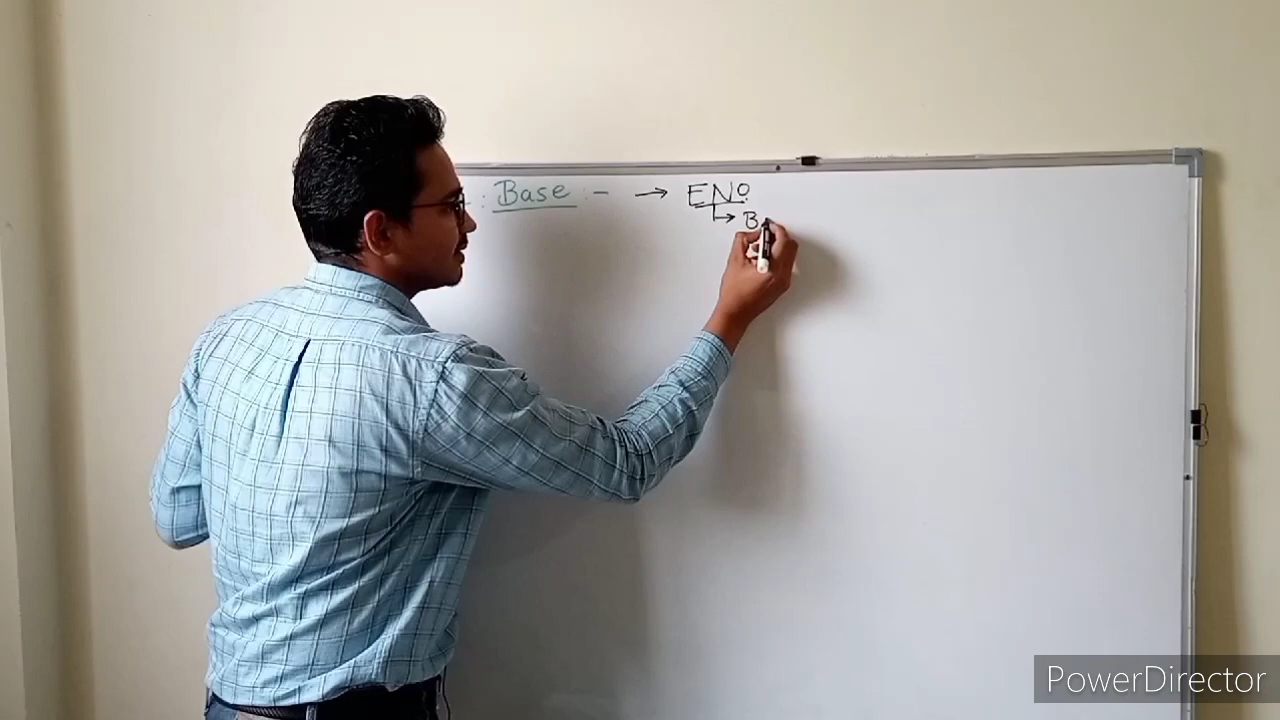 : Base :- → ENO
↳ B
PowerDirector